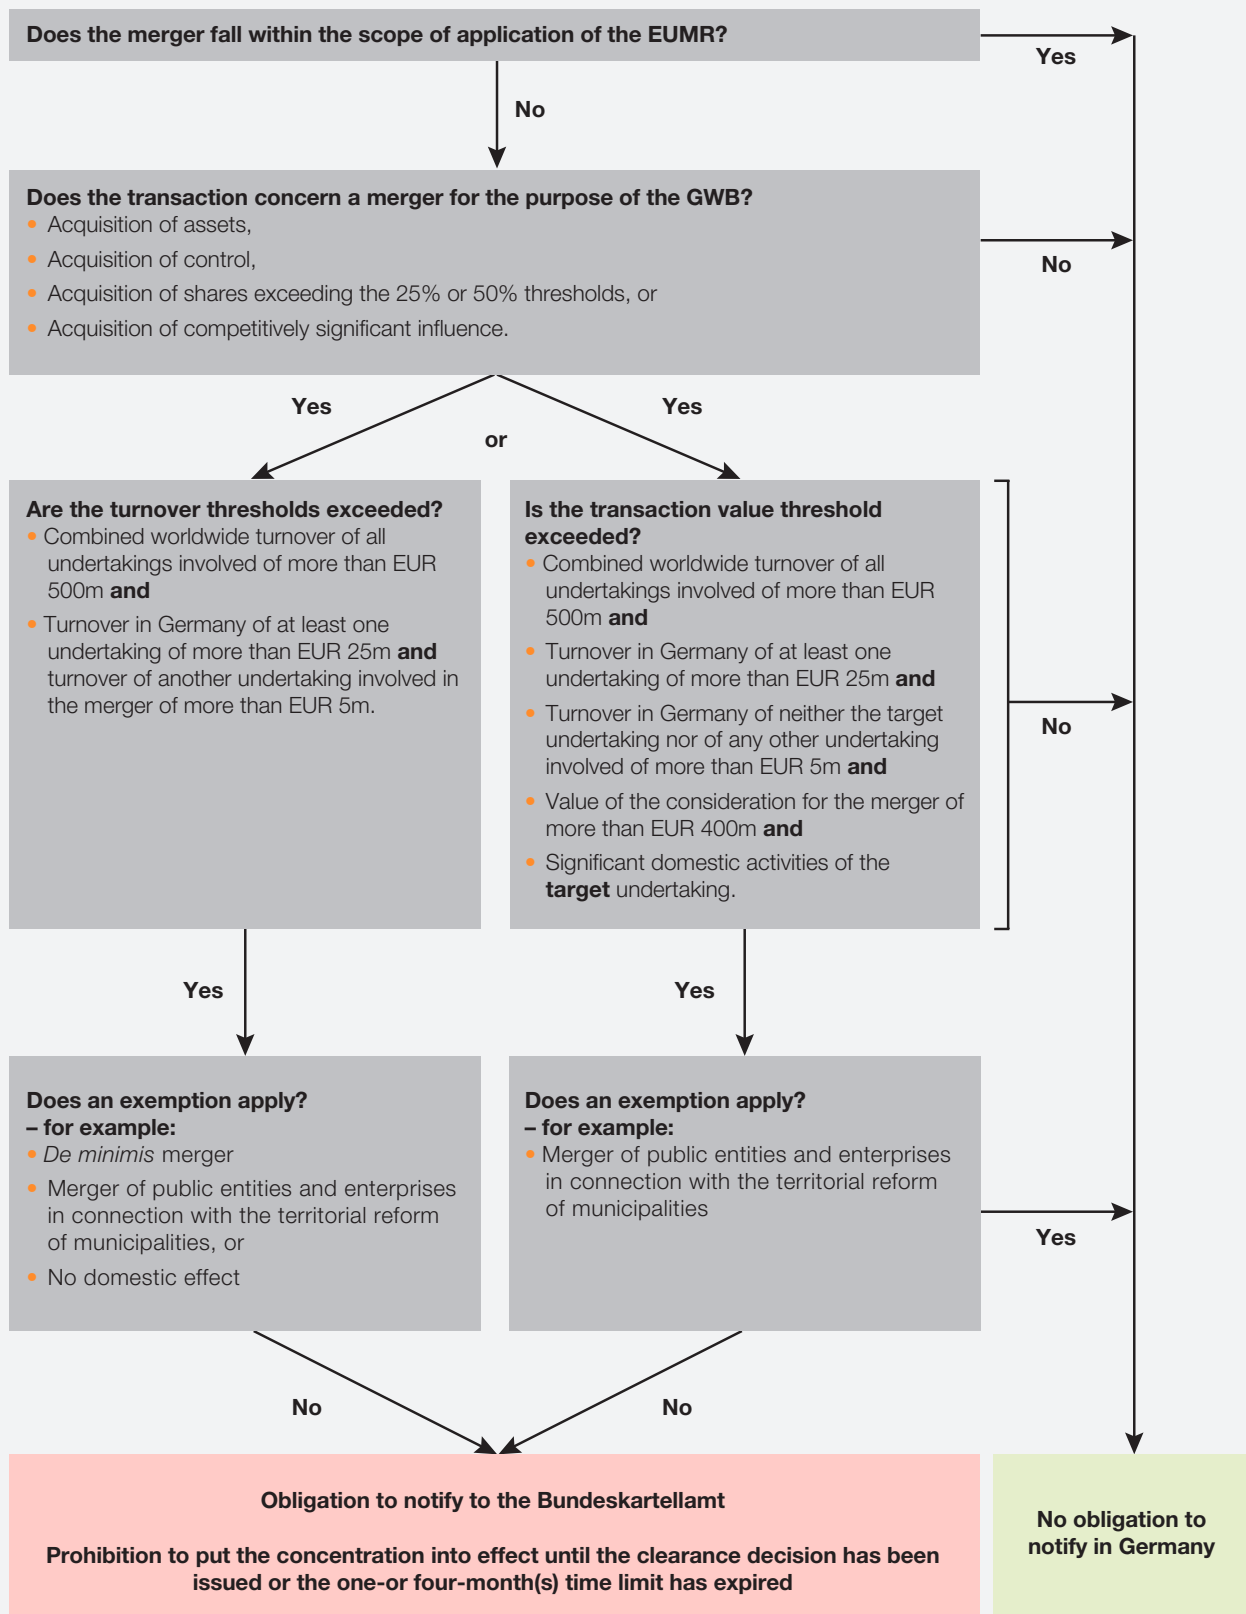 Does the merger fall within the scope of application of the EUMR?
Yes
No
Does the transaction concern a merger for the purpose of the GWB?
• Acquisition of assets,
• Acquisition of control,
• Acquisition of shares exceeding the 25% or 50% thresholds, or
• Acquisition of competitively significant influence.
No
Yes
or
Yes
Are the turnover thresholds exceeded?
• Combined worldwide turnover of all
undertakings involved of more than EUR
500m and
• Turnover in Germany of at least one
undertaking of more than EUR 25m and
turnover of another undertaking involved in
the merger of more than EUR 5m.
Is the transaction value threshold
exceeded?
• Combined worldwide turnover of all
undertakings involved of more than EUR
500m and
• Turnover in Germany of at least one
undertaking of more than EUR 25m and
• Turnover in Germany of neither the target
undertaking nor of any other undertaking
involved of more than EUR 5m and
• Value of the consideration for the merger of
more than EUR 400m and
• Significant domestic activities of the
target undertaking.
No
Yes
Yes
Does an exemption apply?
– for example:
• De minimis merger
• Merger of public entities and enterprises
in connection with the territorial reform
of municipalities, or
• No domestic effect
Does an exemption apply?
– for example:
• Merger of public entities and enterprises
in connection with the territorial reform
of municipalities
Yes
No
No
Obligation to notify to the Bundeskartellamt
Prohibition to put the concentration into effect until the clearance decision has been
issued or the one-or four-month(s) time limit has expired
No obligation to
notify in Germany